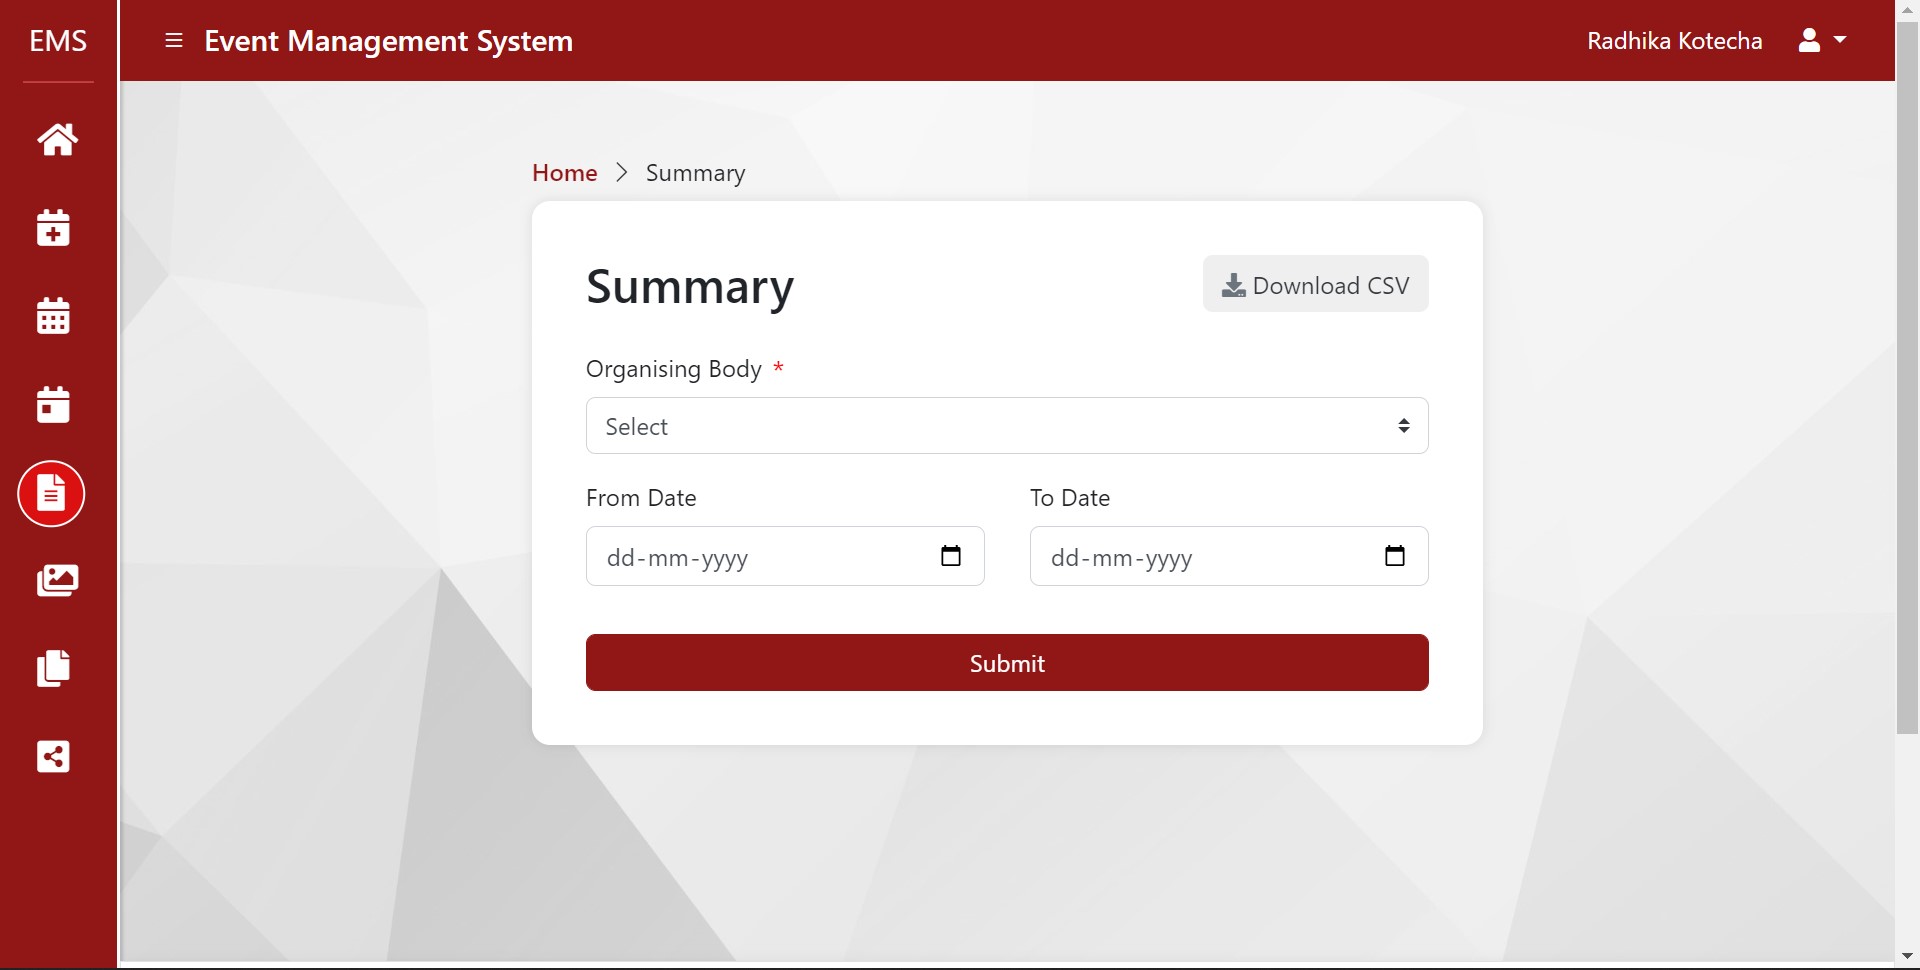 EMS
Event Management System
Radhika Kotecha
Home > Summary
Summary
Download CSV
Organising Body *
Select
From Date
To Date
dd-mm-yyyy
dd-mm-yyyy
Submit